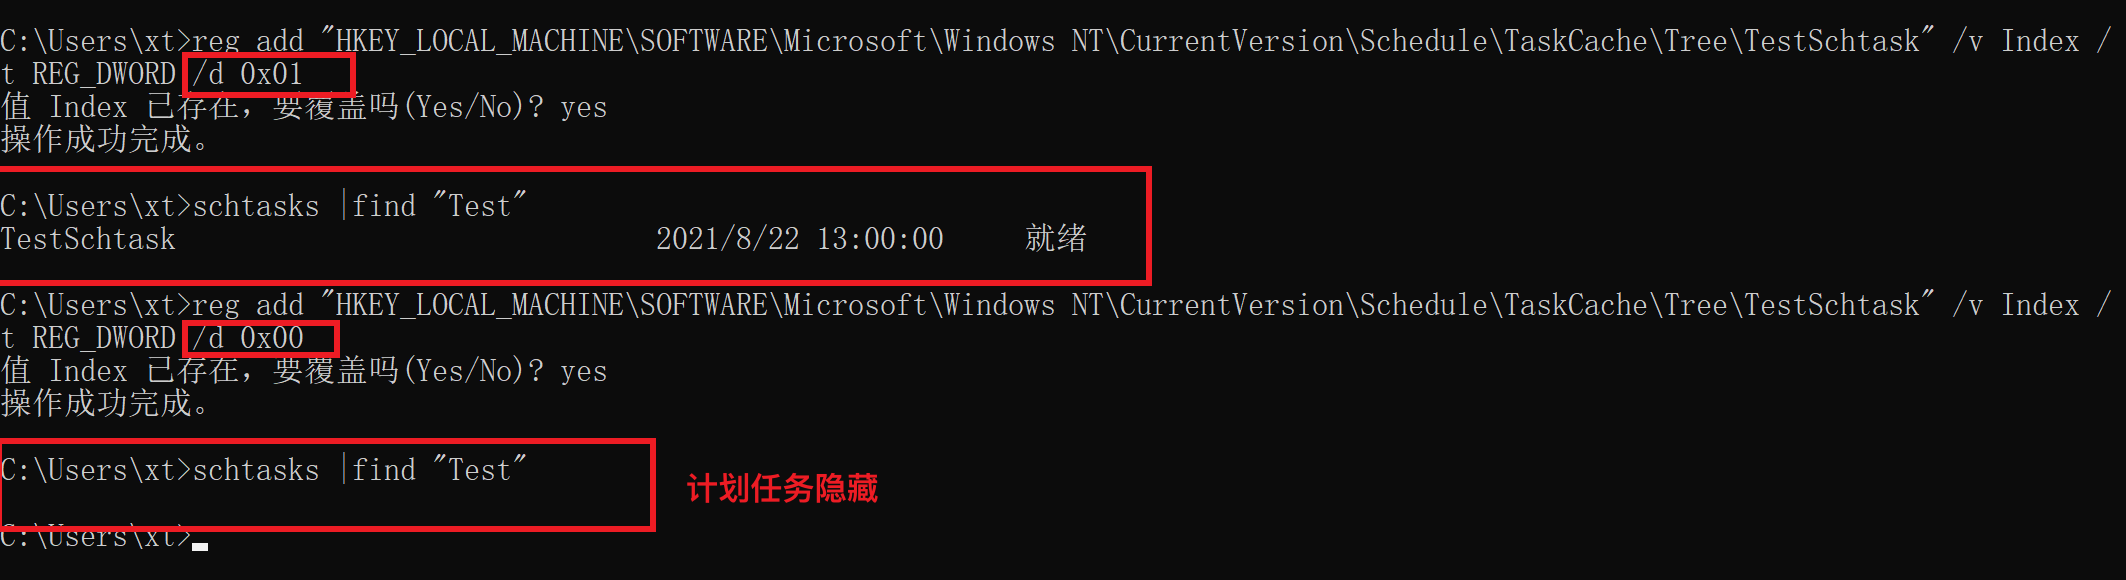 C:\Users\xt>reg add "HKEY_LOCAL_MACHINE\SOFTWARE\Microsoft\Windows NT\CurrentVersion\Schedule\TaskCache\Tree\TestSchtask" /v Index /
t REG_DWORD /d 0x01
值 Index 已存在，要覆盖吗(Yes/No)? yes
操作成功完成。
C:\Users\xt>schtasks |find "Test"
TestSchtask 2021/8/22 13:00:00 就绪
C:\Users\xt>reg add "HKEY_LOCAL_MACHINE\SOFTWARE\Microsoft\Windows NT\CurrentVersion\Schedule\TaskCache\Tree\TestSchtask" /v Index /
t REG_DWORD /d 0x00
值 Index 已存在，要覆盖吗(Yes/No)? yes
操作成功完成。
C:\Users\xt>schtasks |find "Test"
计划任务隐藏
C:\Users\xt>